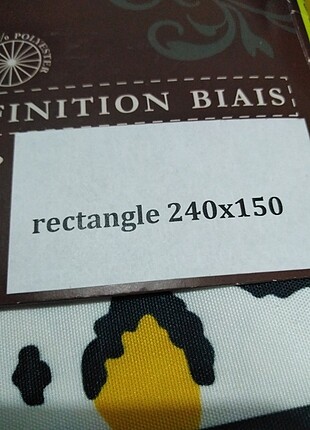 % POLYESTER
FINITION BIAIS
rectangle 240x150